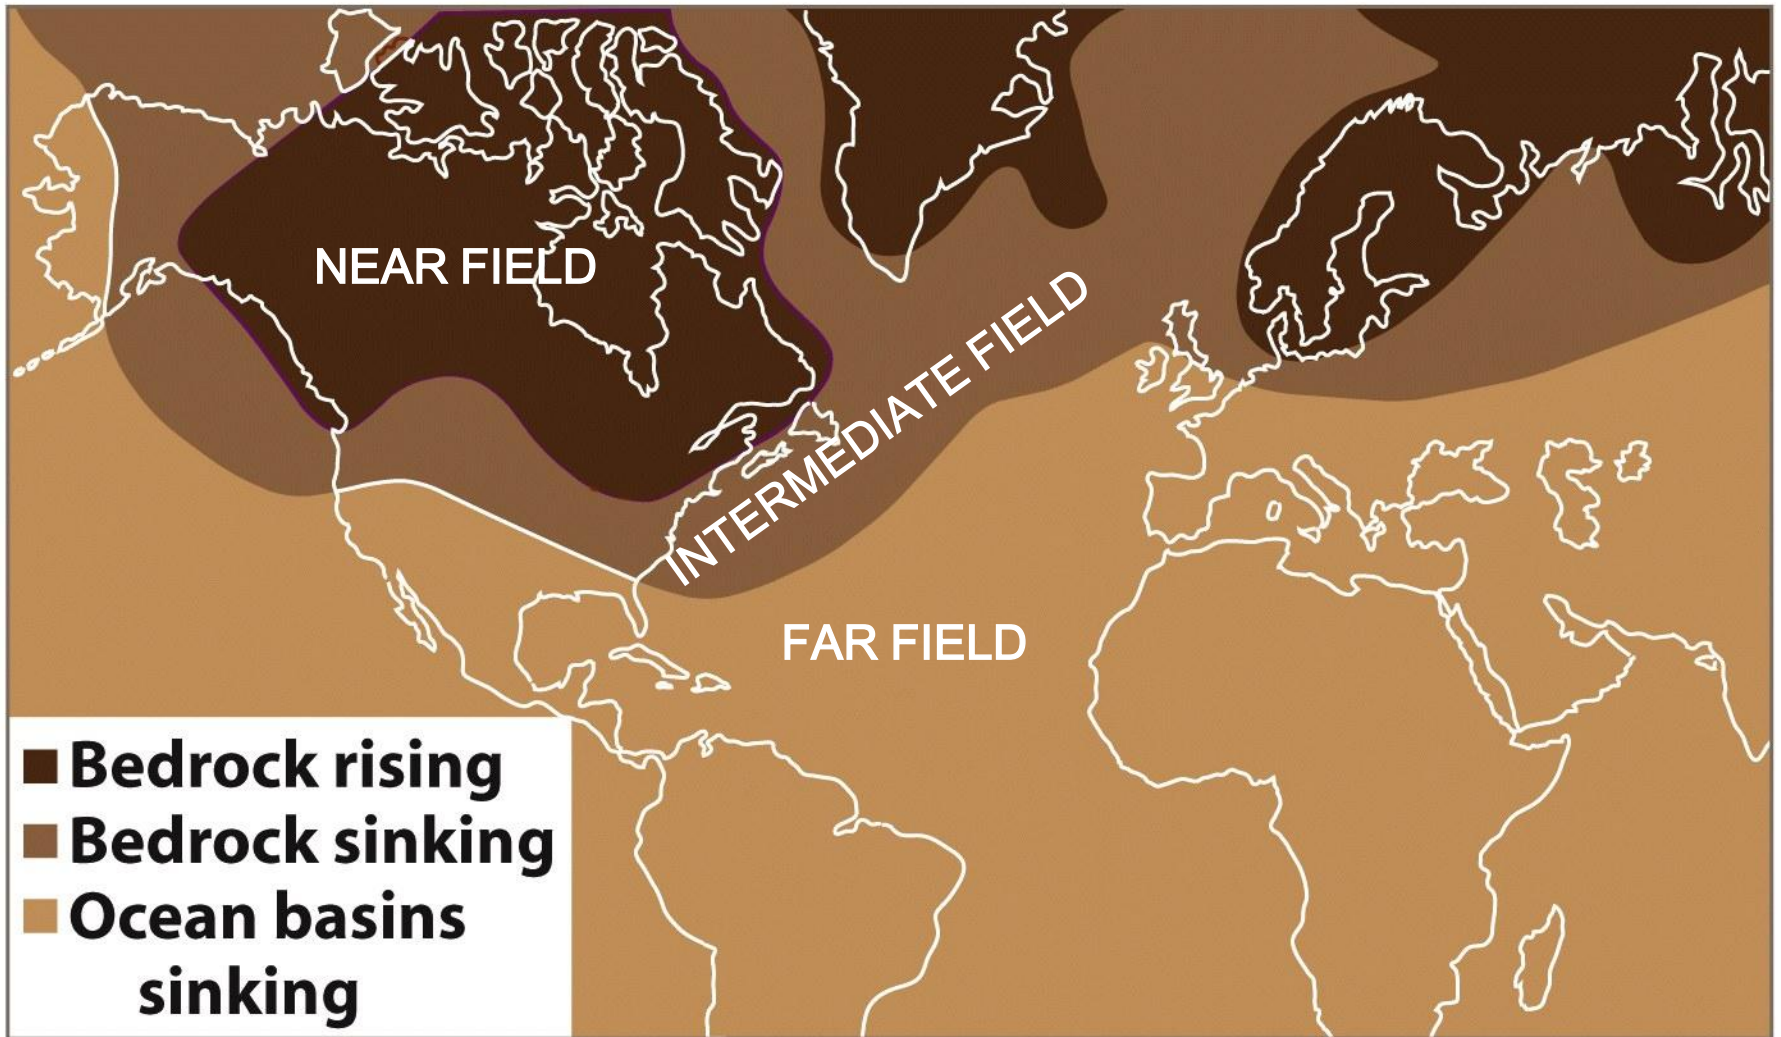 NEAR FIELD
INTERMEDIATE FIELD
FAR FIELD
Bedrock rising
Bedrock sinking
Ocean basins
sinking